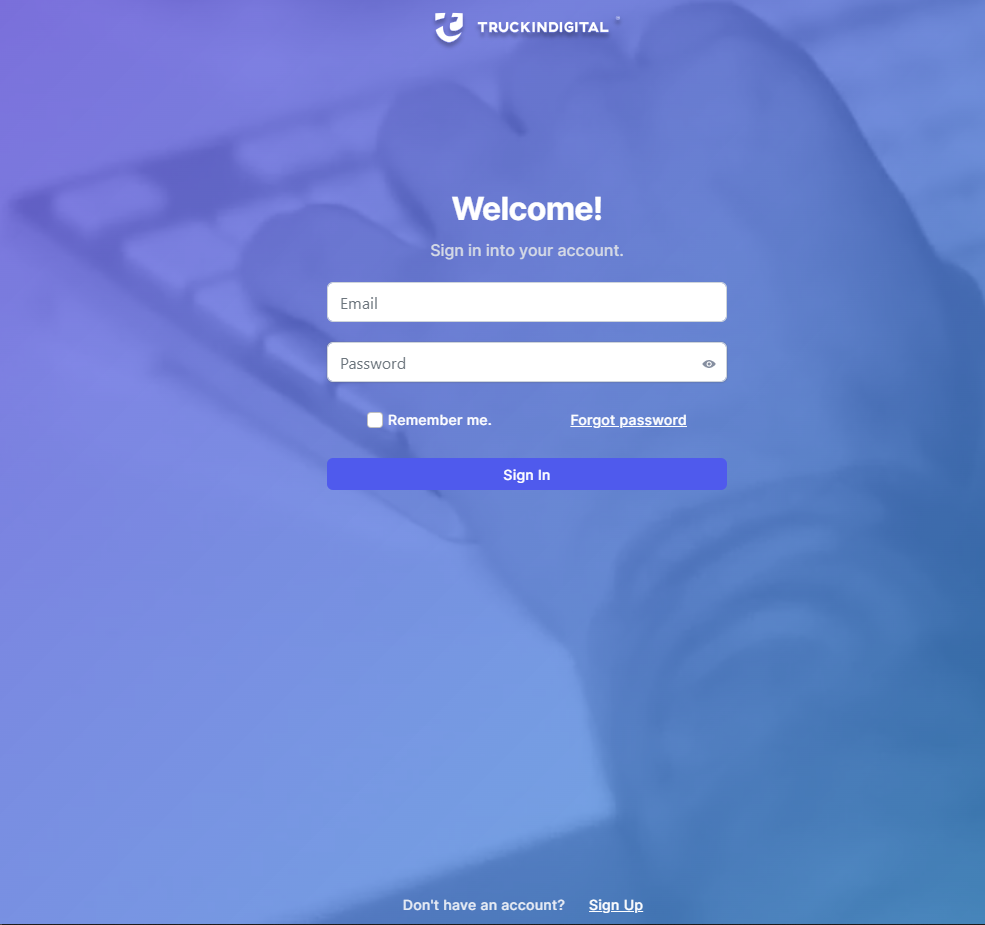 TRUCKINDIGITAL
Welcome!
Sign in into your account.
Email
Password
Remember me. Forgot password
Sign In
Don't have an account? Sign Up